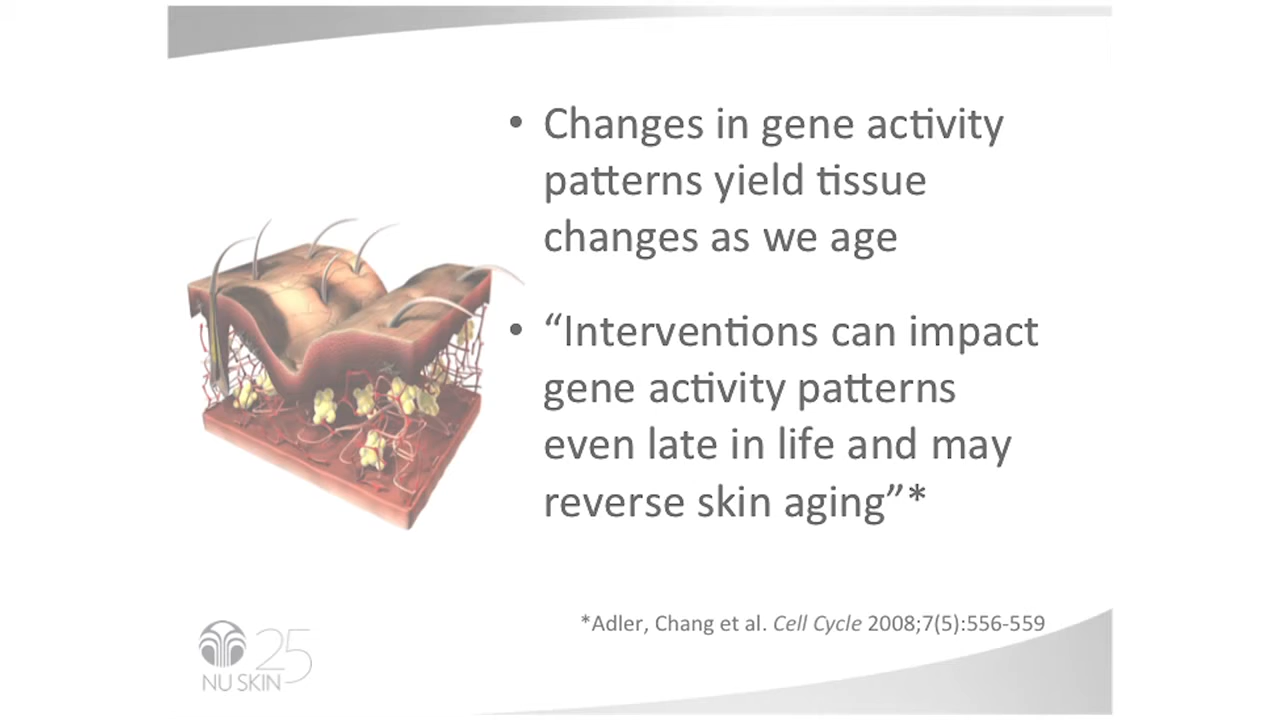 • Changes in gene activity
patterns yield tissue
changes as we age
• “Interventions can impact
gene activity patterns
even late in life and may
reverse skin aging”*
*Adler, Chang et al. Cell Cycle 2008;7(5):556-559
25
NU SKIN